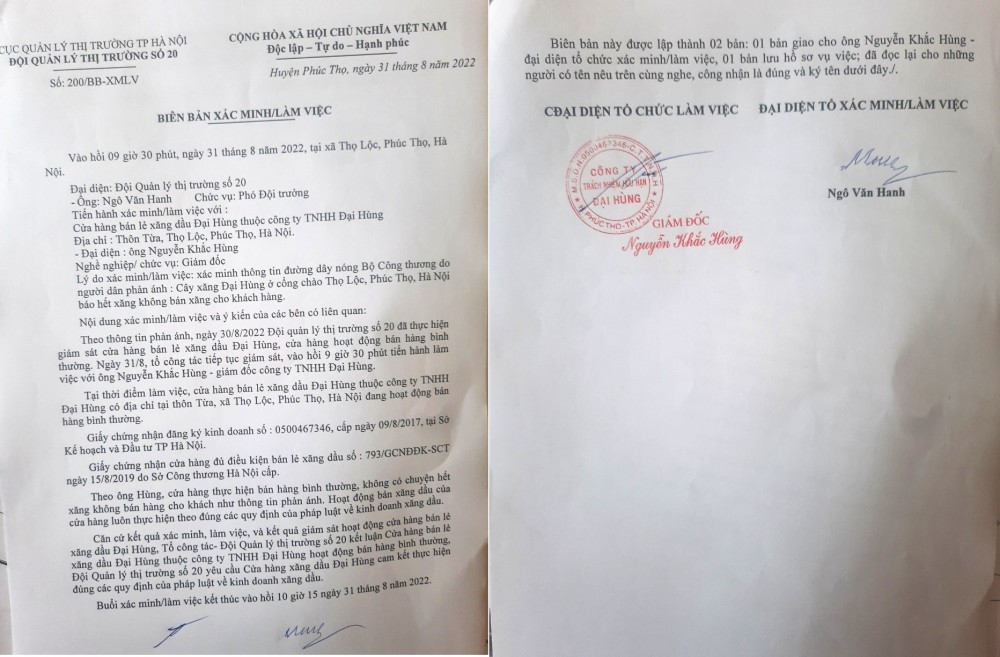 CỤC QUẢN LÝ THỊ TRƯỜNG TP HÀ NỘI
ĐỘI QUẢN LÝ THỊ TRƯỜNG SỐ 20
Số: 200/BB-XMLV
CỘNG HÒA XÃ HỘI CHỦ NGHĨA VIỆT NAM
Độc lập – Tự do – Hạnh phúc
Huyện Phúc Thọ, ngày 31 tháng 8 năm 2022
BIÊN BẢN XÁC MINH/LÀM VIỆC
Vào hồi 09 giờ 30 phút, ngày 31 tháng 8 năm 2022, tại xã Thọ Lộc, Phúc Thọ, Hà
Nội.
Đại diện: Đội Quản lý thị trường số 20
- Ông: Ngô Văn Hanh Chức vụ: Phó Đội trưởng
Tiến hành xác minh/làm việc với :
Cửa hàng bán lẻ xăng dầu Đại Hùng thuộc công ty TNHH Đại Hùng
Địa chỉ : Thôn Từa, Thọ Lộc, Phúc Thọ, Hà Nội.
- Đại diện : ông Nguyễn Khắc Hùng
Nghề nghiệp/ chức vụ: Giám đốc
Lý do xác minh/làm việc: xác minh thông tin đường dây nóng Bộ Công thương do
người dân phản ánh : Cây xăng Đại Hùng ở cổng chào Thọ Lộc, Phúc Thọ, Hà Nội
báo hết xăng không bán xăng cho khách hàng.
Nội dung xác minh/làm việc và ý kiến của các bên có liên quan:
Theo thông tin phản ánh, ngày 30/8/2022 Đội quản lý thị trường số 20 đã thực hiện
giám sát cửa hàng bán lẻ xăng dầu Đại Hùng, cửa hàng hoạt động bán hàng bình
thường. Ngày 31/8, tổ công tác tiếp tục giám sát, vào hồi 9 giờ 30 phút tiến hành làm
việc với ông Nguyễn Khắc Hùng - giám đốc công ty TNHH Đại Hùng.
Tại thời điểm làm việc, cửa hàng bán lẻ xăng dầu Đại Hùng thuộc công ty TNHH
Đại Hùng có địa chỉ tại thôn Từa, xã Thọ Lộc, Phúc Thọ, Hà Nội đang hoạt động bán
hàng bình thường.
Giấy chứng nhận đăng ký kinh doanh số : 0500467346, cấp ngày 09/8/2017, tại Sở
Kế hoạch và Đầu tư TP Hà Nội.
Giấy chứng nhận cửa hàng đủ điều kiện bán lẻ xăng dầu số : 793/GCNĐĐK-SCT
ngày 15/8/2019 do Sở Công thương Hà Nội cấp.
Theo ông Hùng, cửa hàng thực hiện bán hàng bình thường, không có chuyện hết
xăng không bán hàng cho khách như thông tin phản ánh. Hoạt động bán xăng dầu của
cửa hàng luôn thực hiện theo đúng các quy định của pháp luật về kinh doanh xăng dầu.
Căn cứ kết quả xác minh, làm việc, và kết quả giám sát hoạt động cửa hàng bán lẻ
xăng dầu Đại Hùng, Tổ công tác- Đội Quản lý thị trường số 20 kết luận Cửa hàng bán lẻ
xăng dầu Đại Hùng thuộc công ty TNHH Đại Hùng hoạt động bán hàng bình thường,
Đội Quản lý thị trường số 20 yêu cầu Cửa hàng xăng dầu Đại Hùng cam kết thực hiện
đúng các quy định của pháp luật về kinh doanh xăng dầu.
Buổi xác minh/làm việc kết thúc vào hồi 10 giờ 15 ngày 31 tháng 8 năm 2022.
Biên bản này được lập thành 02 bản: 01 bản giao cho ông Nguyễn Khắc Hùng -
đại diện tổ chức xác minh/làm việc, 01 bản lưu hồ sơ vụ việc; đã đọc lại cho những
người có tên nêu trên cùng nghe, công nhận là đúng và ký tên dưới đây./.
CĐẠI DIỆN TỔ CHỨC LÀM VIỆC
ĐẠI DIỆN TỔ XÁC MINH/LÀM VIỆC
M.S.D.N:0500467346-C.T.T.N.H.H
CÔNG TY
TRÁCH NHIỆM HỮU HẠN
ĐẠI HÙNG
H.PHÚC THỌ-TP.HÀ NỘI
GIÁM ĐỐC
Nguyễn Khắc Hùng
Ngô Văn Hanh